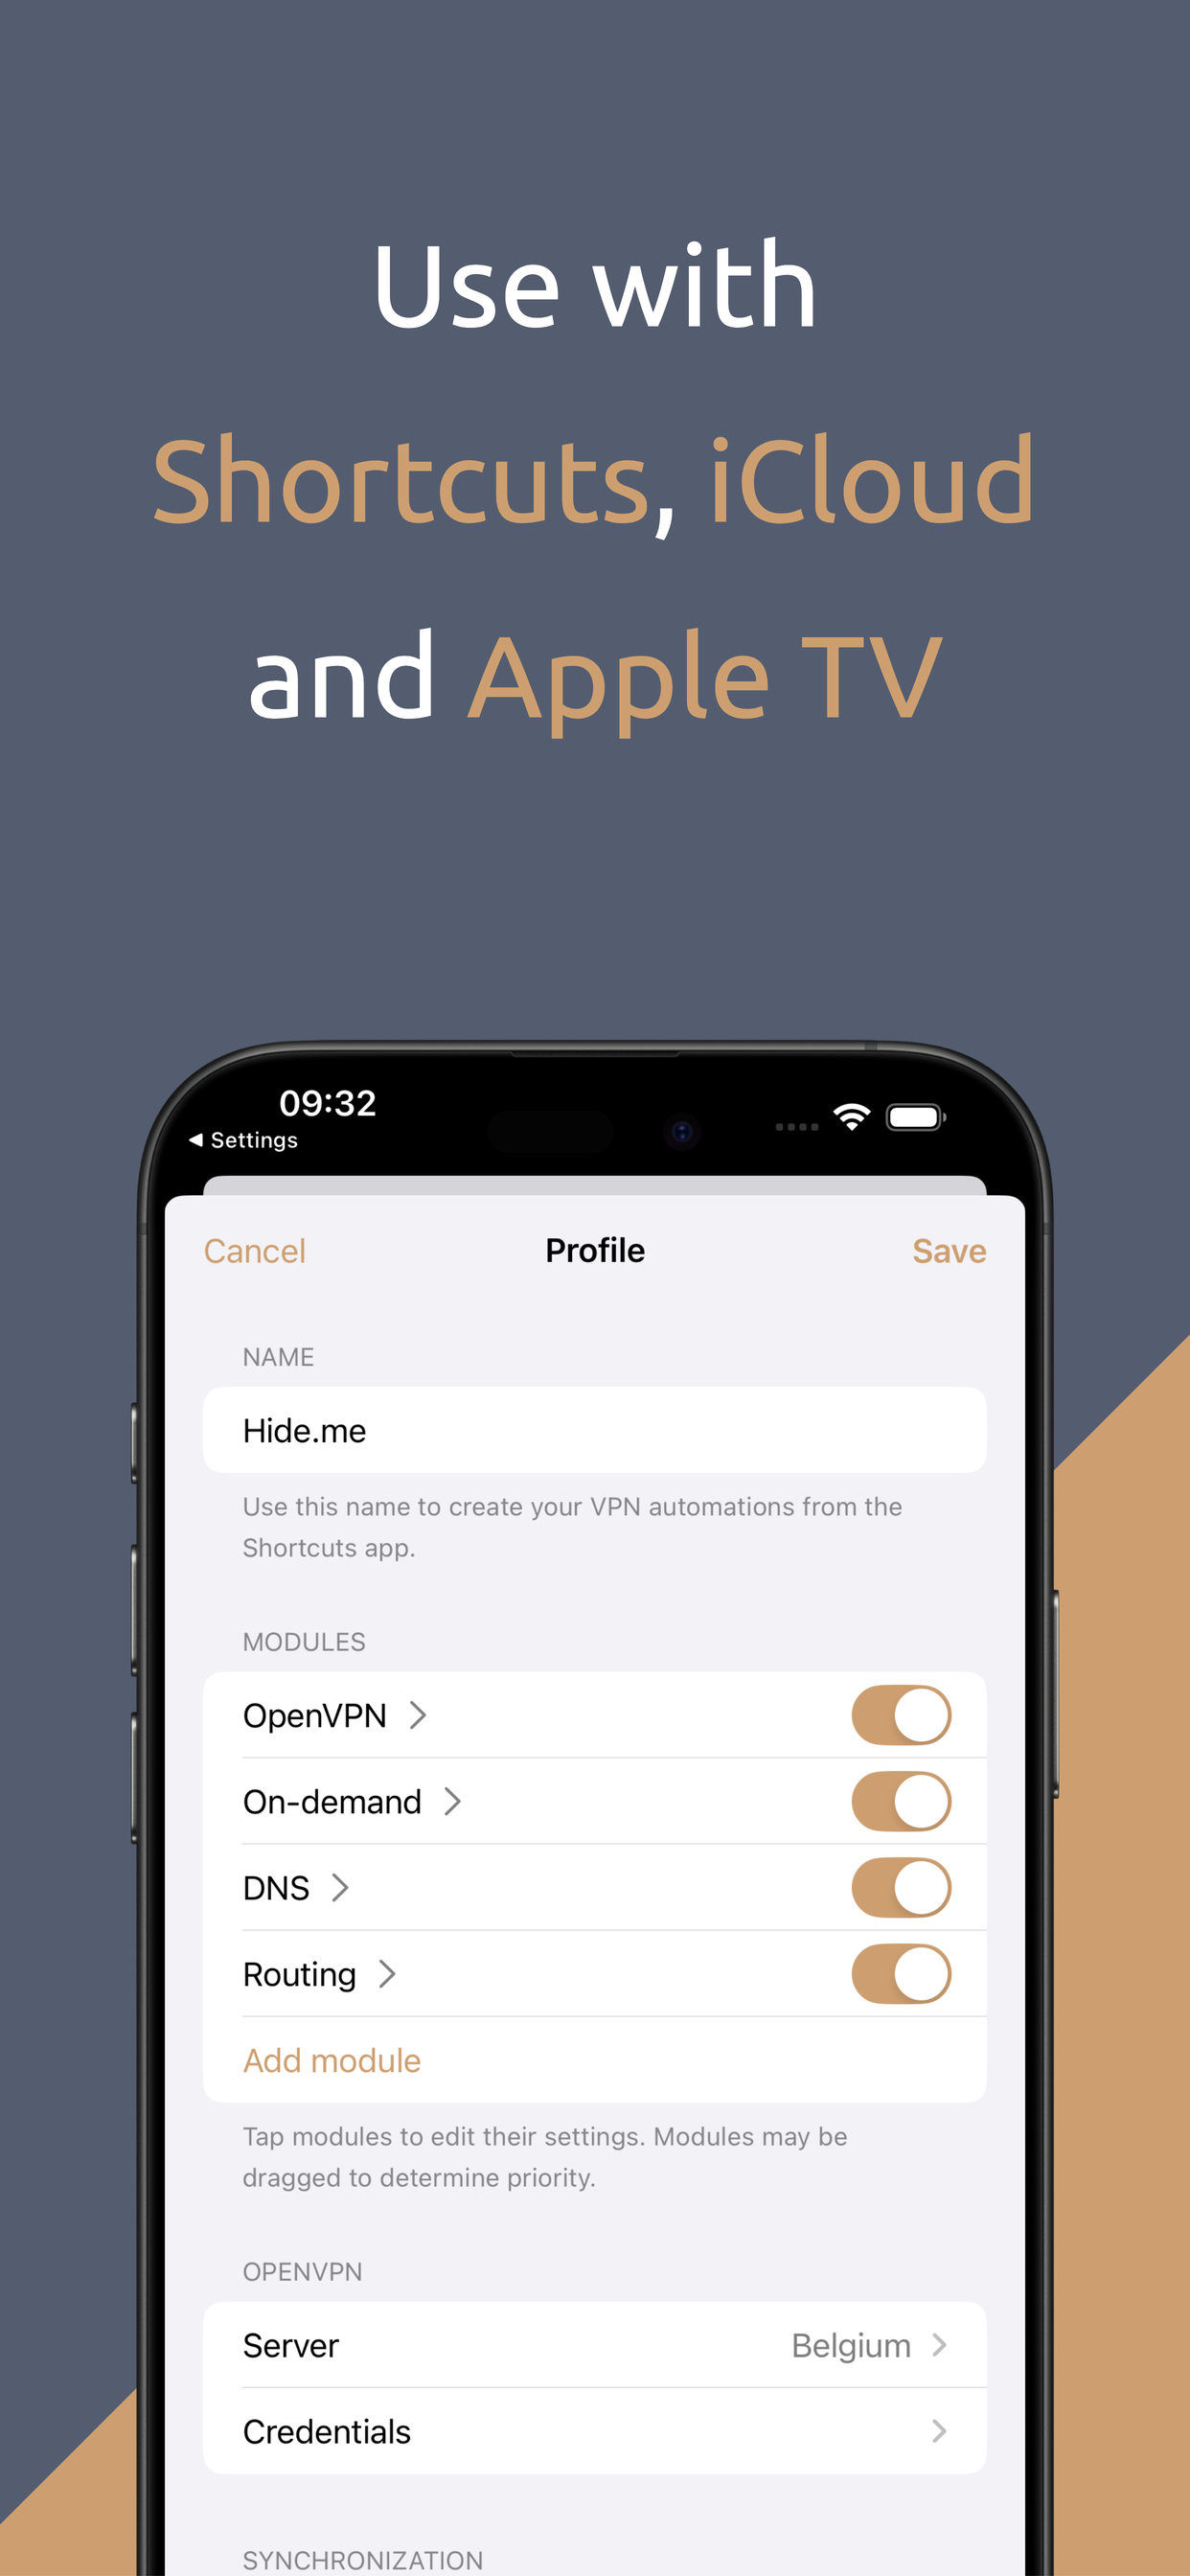 Use with
Shortcuts, iCloud
and Apple TV
09:32
Settings
Cancel Profile Save
NAME
Hide.me
Use this name to create your VPN automations from the
Shortcuts app.
MODULES
OpenVPN
On-demand
DNS
Routing
Add module
Tap modules to edit their settings. Modules may be
dragged to determine priority.
OPENVPN
Server Belgium
Credentials
SYNCHRONIZATION